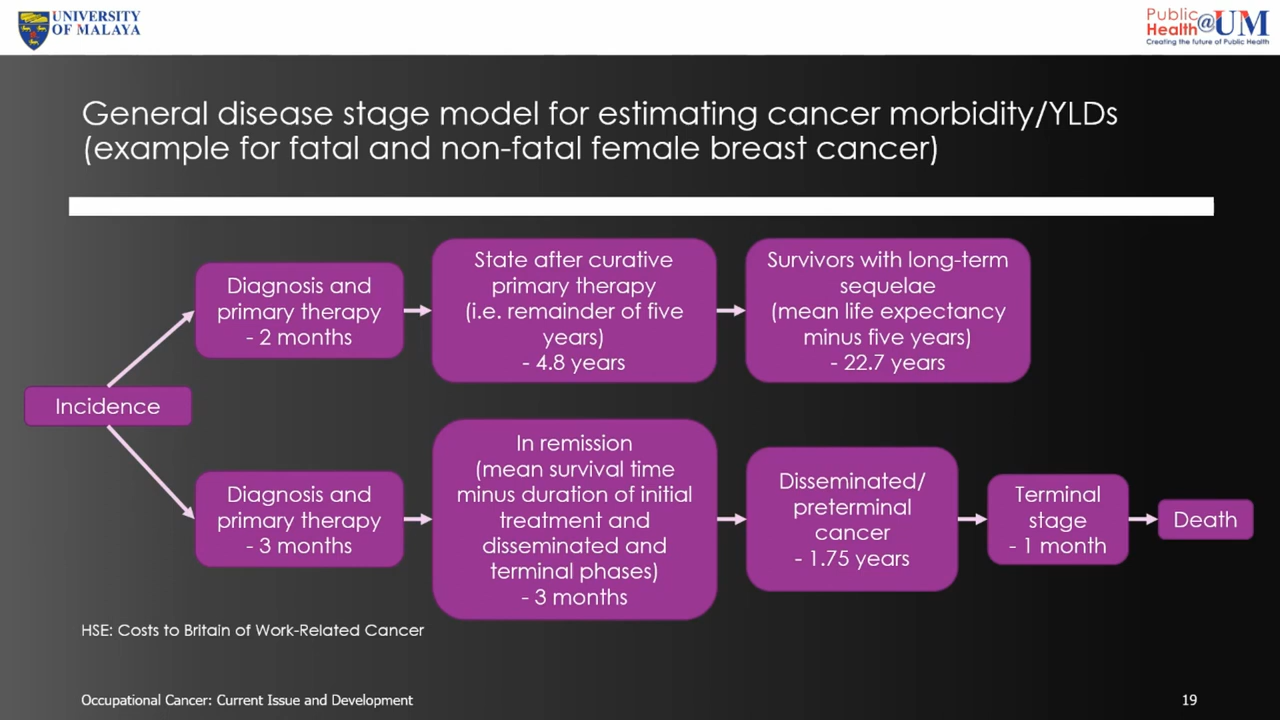 UNIVERSITY
OF MALAYA
Public
Health@UM
Creating the future of Public Health
General disease stage model for estimating cancer morbidity/YLDs
(example for fatal and non-fatal female breast cancer)
Incidence
Diagnosis and
primary therapy
- 2 months
State after curative
primary therapy
(i.e. remainder of five
years)
- 4.8 years
Survivors with long-term
sequelae
(mean life expectancy
minus five years)
- 22.7 years
Diagnosis and
primary therapy
- 3 months
In remission
(mean survival time
minus duration of initial
treatment and
disseminated and
terminal phases)
- 3 months
Disseminated/
preterminal
cancer
- 1.75 years
Terminal
stage
- 1 month
Death
HSE: Costs to Britain of Work-Related Cancer
Occupational Cancer: Current Issue and Development
19